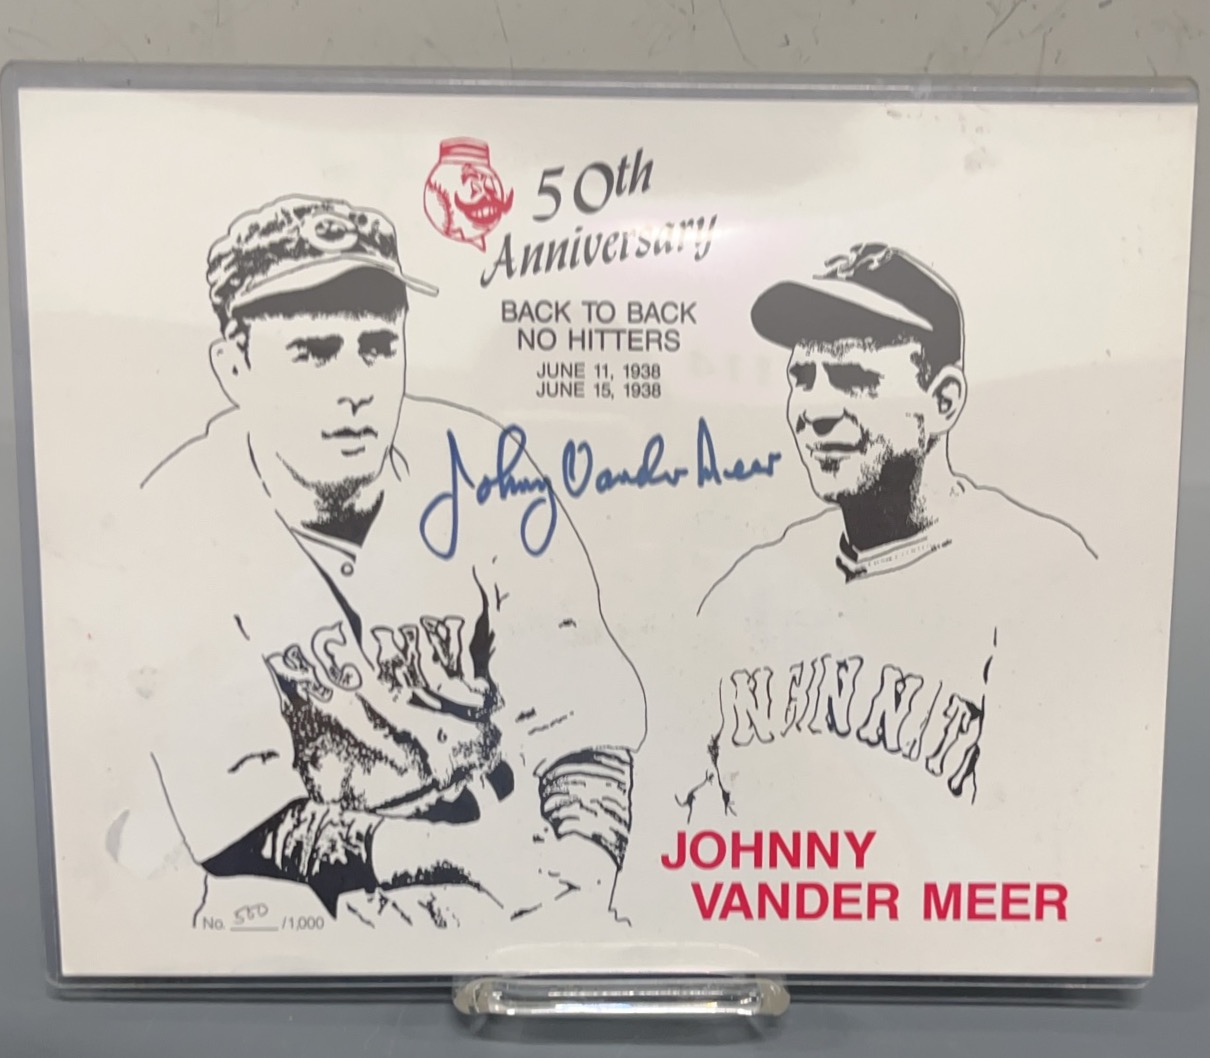 50th
Anniversary
BACK TO BACK
NO HITTERS
JUNE 11, 1938
JUNE 15, 1938
Johnny Vander Meer
NCINNAT
JOHNNY
VANDER MEER
No. 550 /1,000